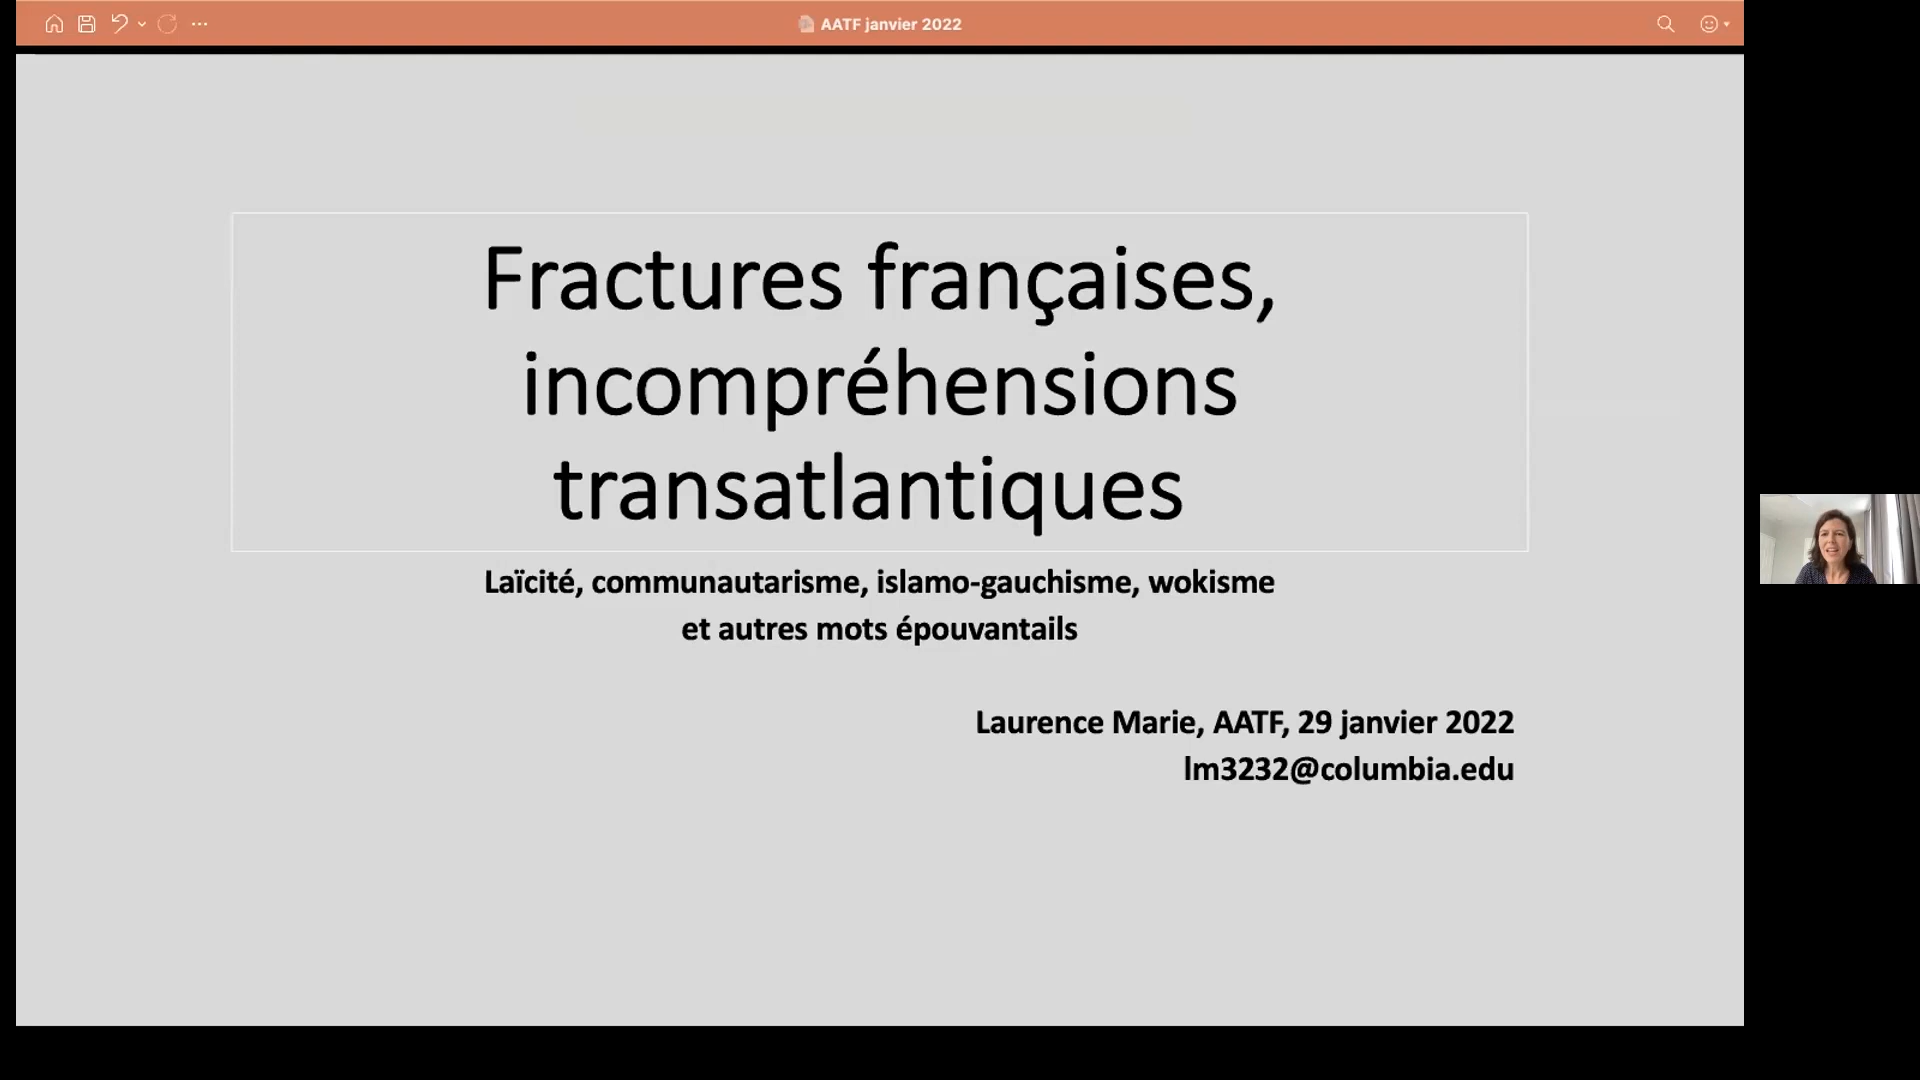 AATF janvier 2022
Fractures françaises,
incompréhensions
transatlantiques
Laïcité, communautarisme, islamo-gauchisme, wokisme
et autres mots épouvantails
Laurence Marie, AATF, 29 janvier 2022
lm3232@columbia.edu